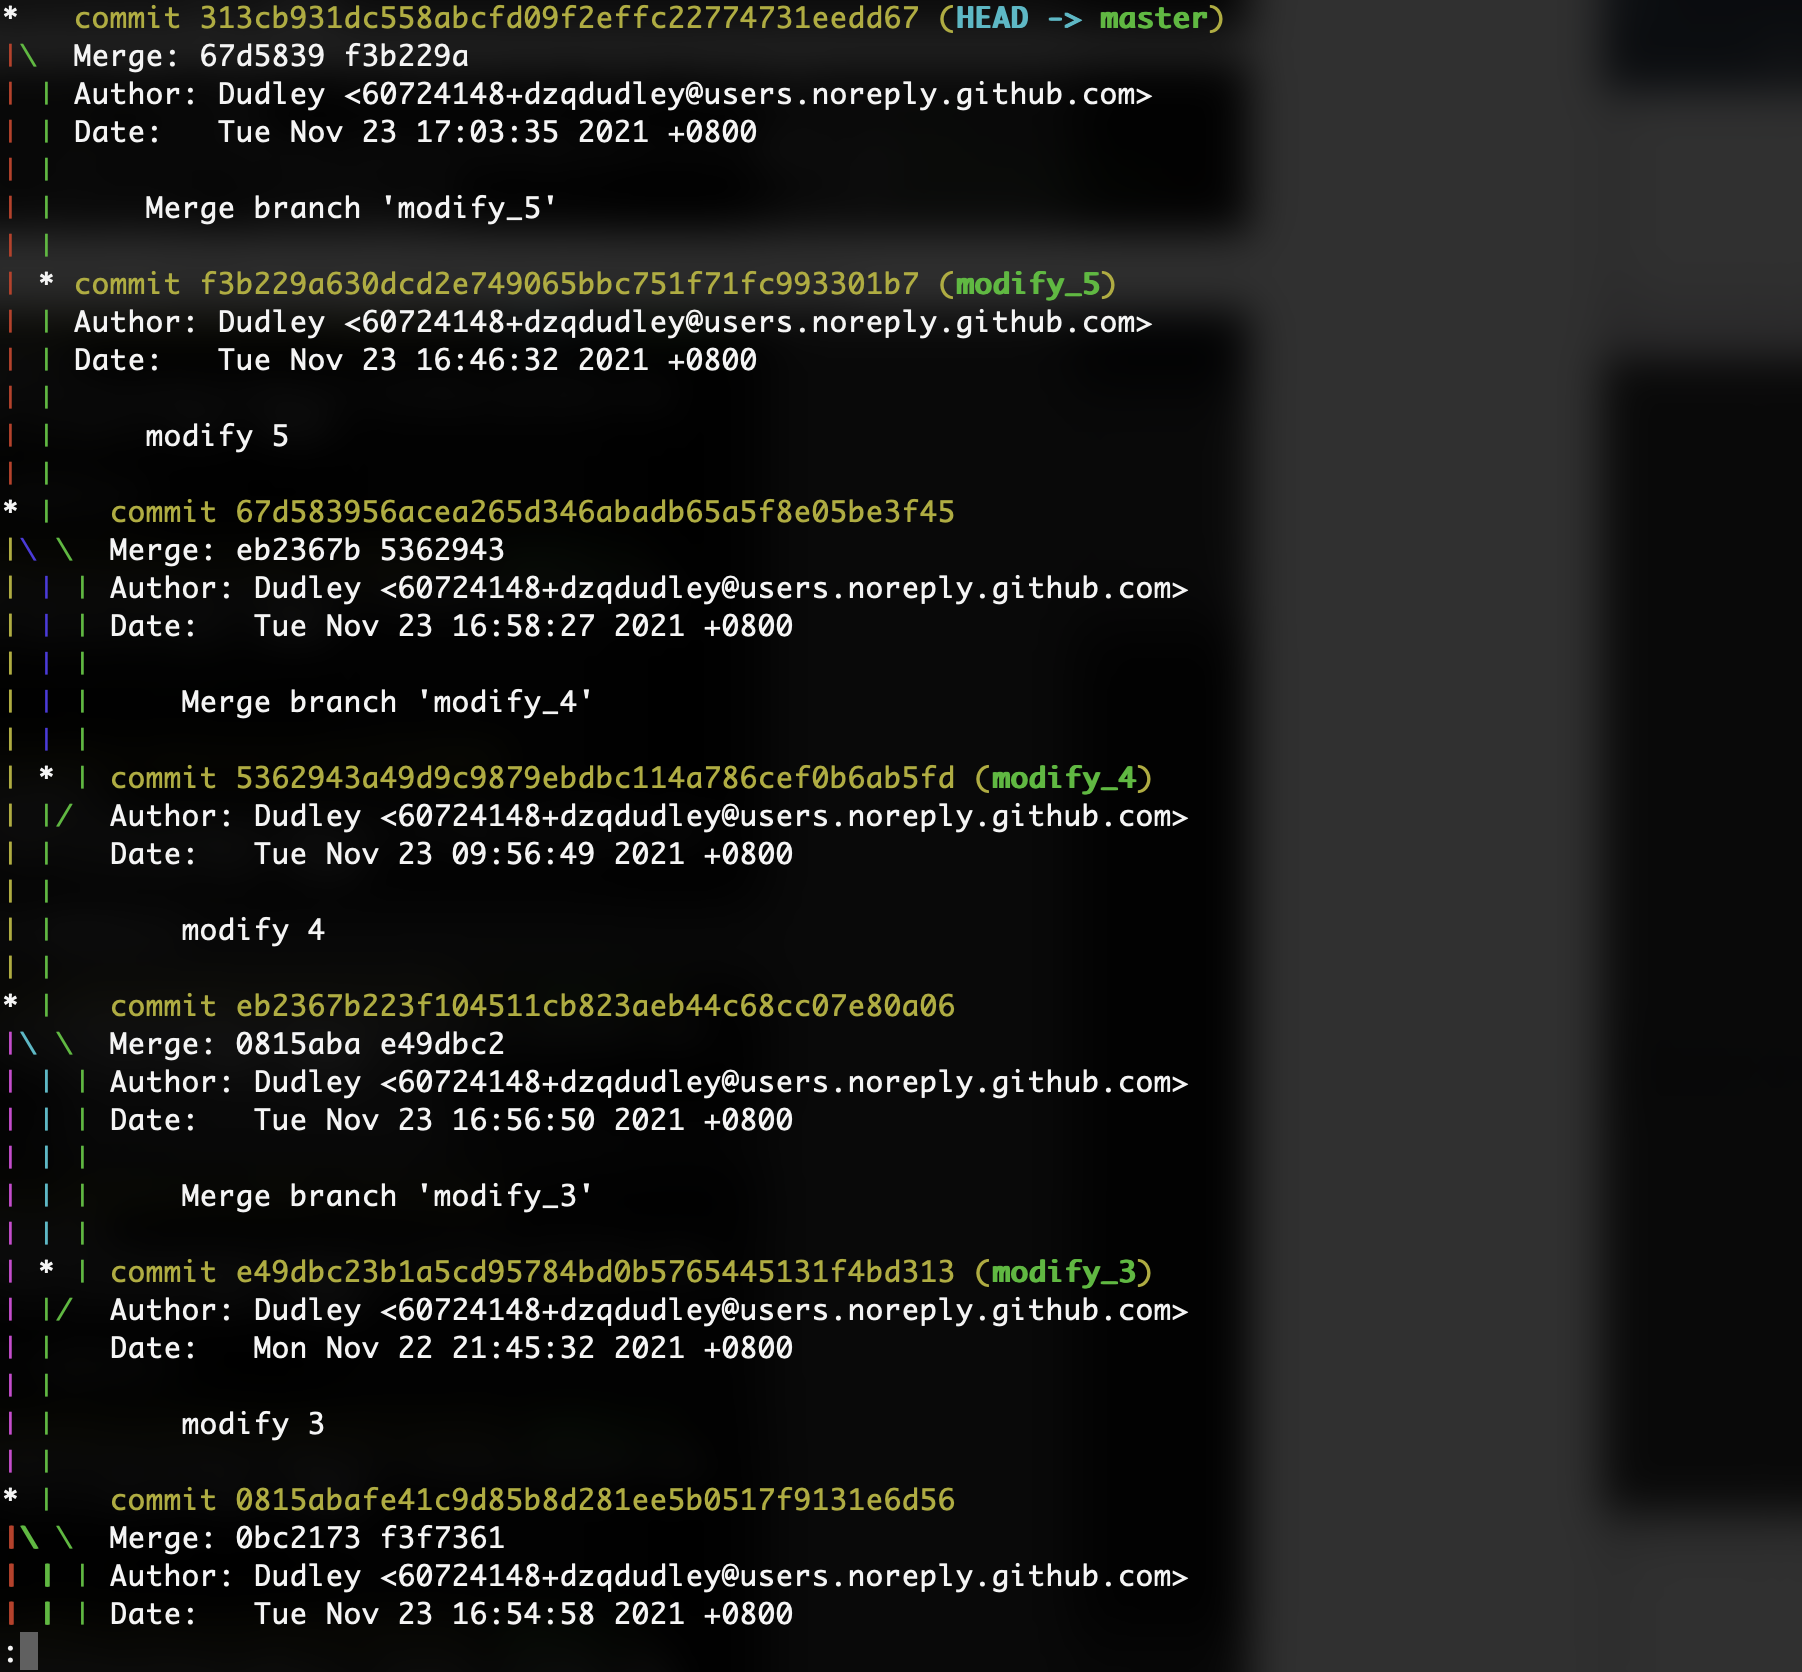 *   commit 313cb931dc558abcfd09f2effc22774731eedd67 (HEAD -> master)
|\  Merge: 67d5839 f3b229a
| | Author: Dudley <60724148+dzqdudley@users.noreply.github.com>
| | Date:   Tue Nov 23 17:03:35 2021 +0800
| |
| |     Merge branch 'modify_5'
| |
| * commit f3b229a630dcd2e749065bbc751f71fc993301b7 (modify_5)
| | Author: Dudley <60724148+dzqdudley@users.noreply.github.com>
| | Date:   Tue Nov 23 16:46:32 2021 +0800
| |
| |     modify 5
| |
* |   commit 67d583956acea265d346abadb65a5f8e05be3f45
|\ \  Merge: eb2367b 5362943
| | | Author: Dudley <60724148+dzqdudley@users.noreply.github.com>
| | | Date:   Tue Nov 23 16:58:27 2021 +0800
| | |
| | |     Merge branch 'modify_4'
| | |
| * | commit 5362943a49d9c9879ebdbc114a786cef0b6ab5fd (modify_4)
| |/  Author: Dudley <60724148+dzqdudley@users.noreply.github.com>
| |   Date:   Tue Nov 23 09:56:49 2021 +0800
| |
| |       modify 4
| |
* |   commit eb2367b223f104511cb823aeb44c68cc07e80a06
|\ \  Merge: 0815aba e49dbc2
| | | Author: Dudley <60724148+dzqdudley@users.noreply.github.com>
| | | Date:   Tue Nov 23 16:56:50 2021 +0800
| | |
| | |     Merge branch 'modify_3'
| | |
| * | commit e49dbc23b1a5cd95784bd0b5765445131f4bd313 (modify_3)
| |/  Author: Dudley <60724148+dzqdudley@users.noreply.github.com>
| |   Date:   Mon Nov 22 21:45:32 2021 +0800
| |
| |       modify 3
| |
* |   commit 0815abafe41c9d85b8d281ee5b0517f9131e6d56
|\ \  Merge: 0bc2173 f3f7361
| | | Author: Dudley <60724148+dzqdudley@users.noreply.github.com>
| | | Date:   Tue Nov 23 16:54:58 2021 +0800
: